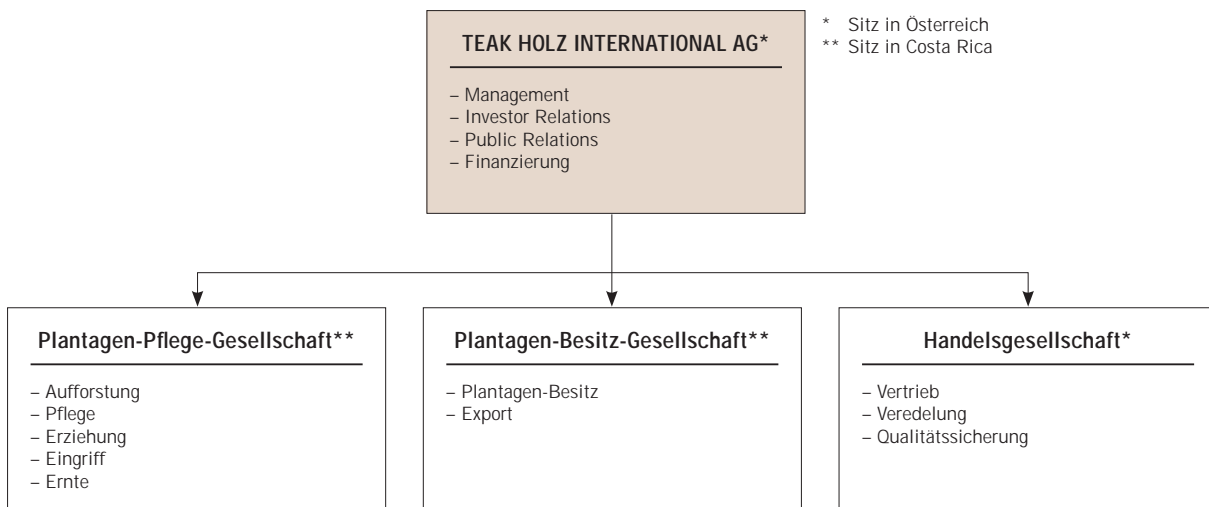 TEAK HOLZ INTERNATIONAL AG*
– Management
– Investor Relations
– Public Relations
– Finanzierung
* Sitz in Österreich
** Sitz in Costa Rica
Plantagen-Pflege-Gesellschaft**
– Aufforstung
– Pflege
– Erziehung
– Eingriff
– Ernte
Plantagen-Besitz-Gesellschaft**
– Plantagen-Besitz
– Export
Handelsgesellschaft*
– Vertrieb
– Veredelung
– Qualitätssicherung